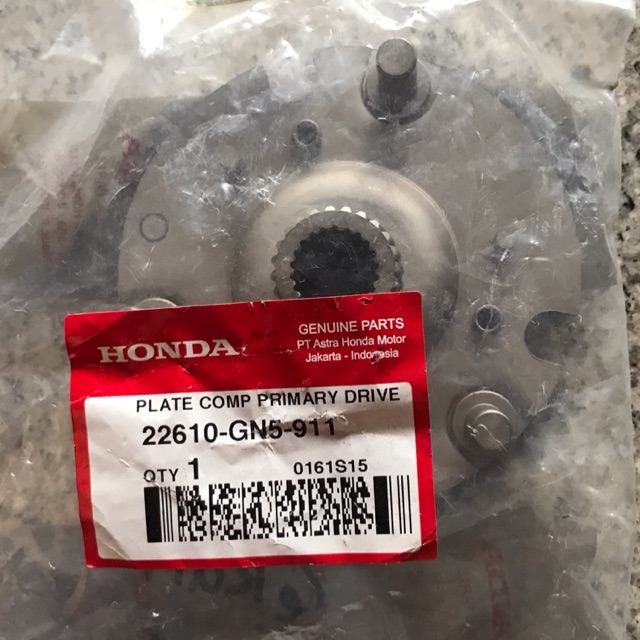 HONDA
GENUINE PARTS
PT Astra Honda Motor
Jakarta - Indonesia
PLATE COMP PRIMARY DRIVE
22610-GN5-911
QTY 1
0161S15